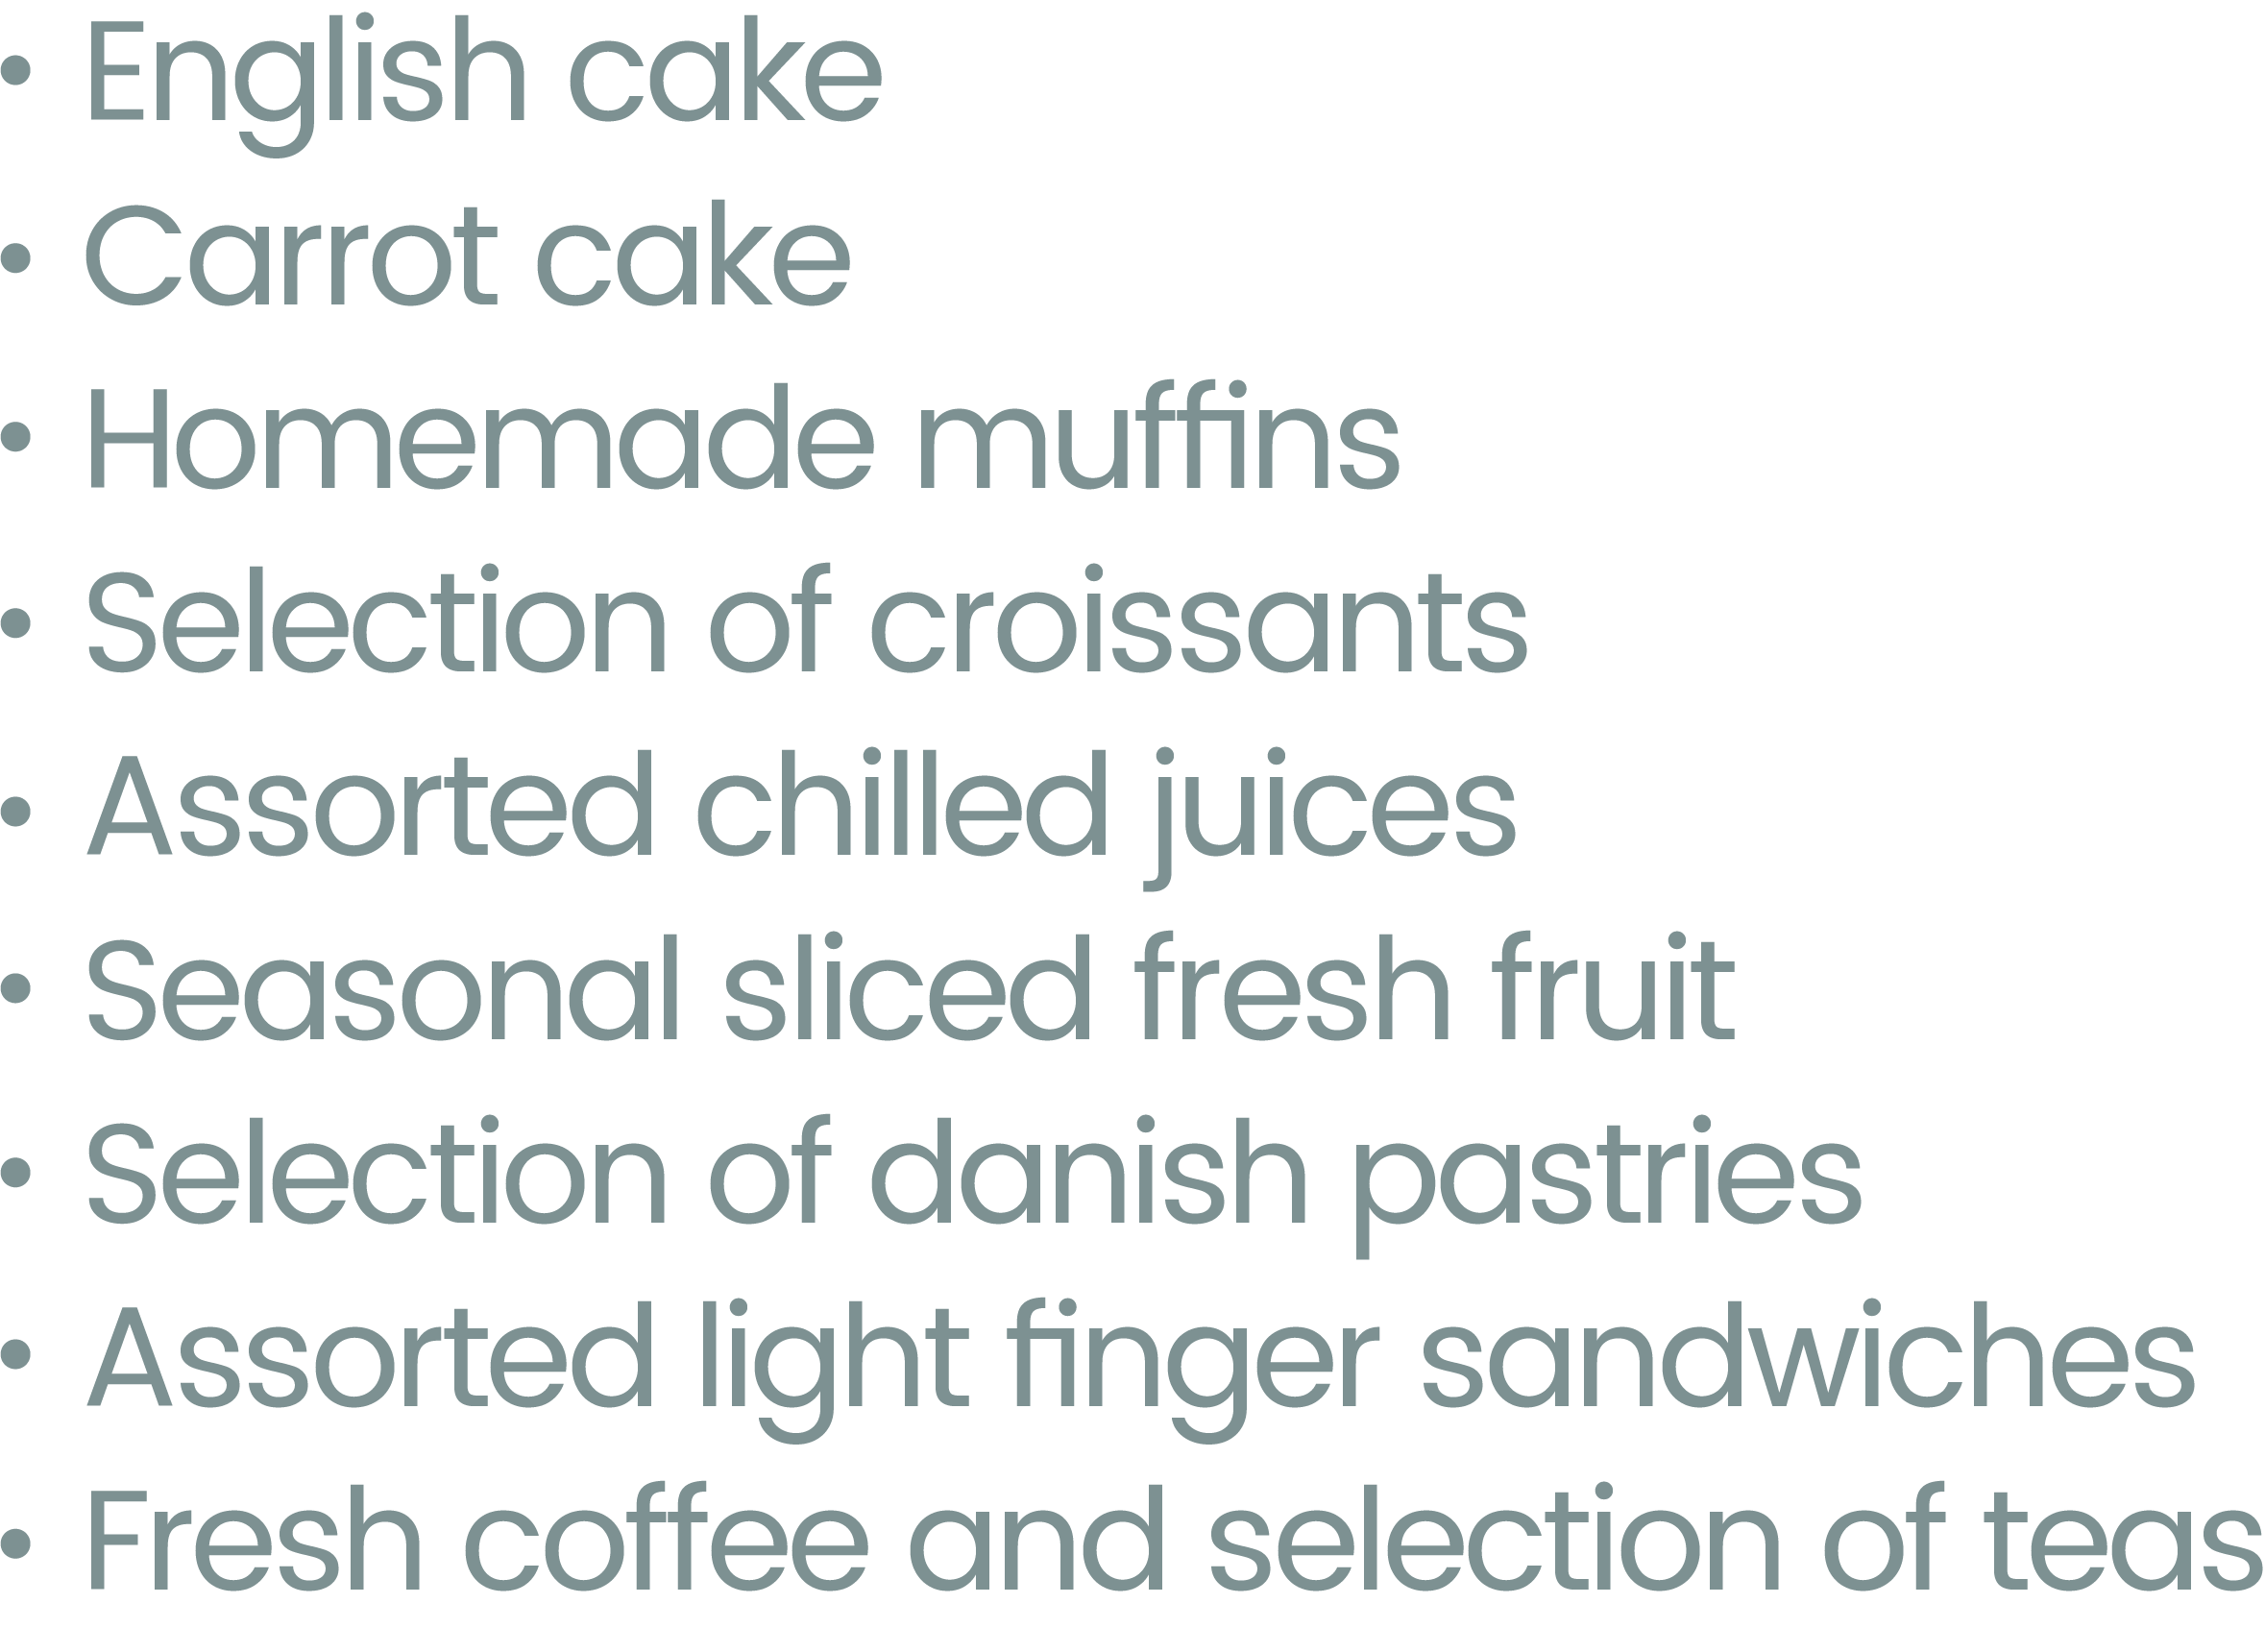 • English cake
• Carrot cake
• Homemade muffins
• Selection of croissants
• Assorted chilled juices
• Seasonal sliced fresh fruit
• Selection of danish pastries
• Assorted light finger sandwiches
• Fresh coffee and selection of teas